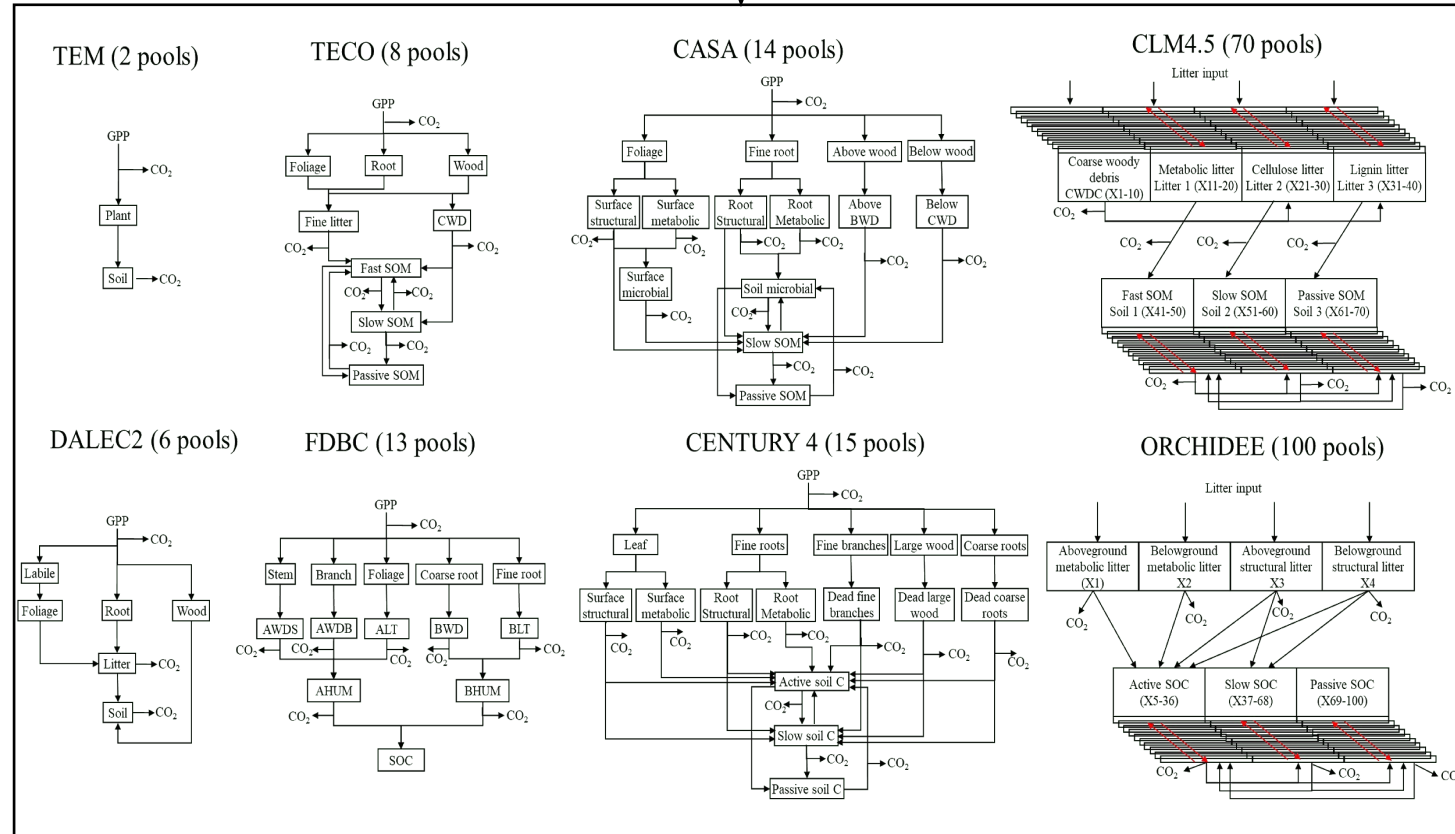 TEM (2 pools)
GPP
CO2
Plant
Soil
CO2
TECO (8 pools)
GPP
CO2
Foliage
Root
Wood
Fine litter
CWD
CO2
CO2
Fast SOM
CO2
CO2
Slow SOM
CO2
CO2
Passive SOM
CASA (14 pools)
GPP
CO2
Foliage
Fine root
Above wood
Below wood
Surface
structural
Surface
metabolic
Root
Structural
Root
Metabolic
Above
BWD
Below
CWD
CO2
CO2
CO2
CO2
CO2
CO2
Surface
microbial
Soil microbial
CO2
CO2
Slow SOM
CO2
CO2
Passive SOM
CLM4.5 (70 pools)
Litter input
Coarse woody
debris
CWDC (X1-10)
Metabolic litter
Litter 1 (X11-20)
Cellulose litter
Litter 2 (X21-30)
Lignin litter
Litter 3 (X31-40)
CO2
CO2
CO2
CO2
Fast SOM
Soil 1 (X41-50)
Slow SOM
Soil 2 (X51-60)
Passive SOM
Soil 3 (X61-70)
CO2
CO2
CO2
DALEC2 (6 pools)
GPP
CO2
Labile
Foliage
Root
Wood
Litter
CO2
Soil
CO2
FDBC (13 pools)
GPP
CO2
Stem
Branch
Foliage
Coarse root
Fine root
AWDS
AWDB
ALT
BWD
BLT
CO2
CO2
CO2
CO2
CO2
AHUM
BHUM
CO2
CO2
SOC
CENTURY 4 (15 pools)
GPP
CO2
Leaf
Fine roots
Fine branches
Large wood
Coarse roots
Surface
structural
Surface
metabolic
Root
Structural
Root
Metabolic
Dead fine
branches
Dead large
wood
Dead coarse
roots
CO2
CO2
CO2
CO2
CO2
CO2
CO2
Active soil C
CO2
Slow soil C
CO2
CO2
Passive soil C
ORCHIDEE (100 pools)
Litter input
Aboveground
metabolic litter
(X1)
Belowground
metabolic litter
X2
Aboveground
structural litter
X3
Belowground
structural litter
X4
CO2
CO2
CO2
CO2
Active SOC
(X5-36)
Slow SOC
(X37-68)
Passive SOC
(X69-100)
CO2
CO2
CO